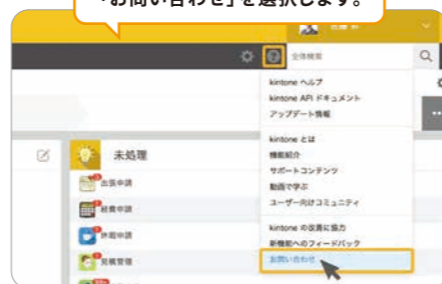 「お問い合わせ」を選択します。
全体検索
kintone ヘルプ
kintone API ドキュメント
アップデート情報
kintone とは
機能紹介
サポートコンテンツ
動画で学ぶ
ユーザー向けコミュニティ
kintone の改善に協力
新機能へのフィードバック
お問い合わせ
未処理
出張申請
経費申請
休暇申請
見積管理